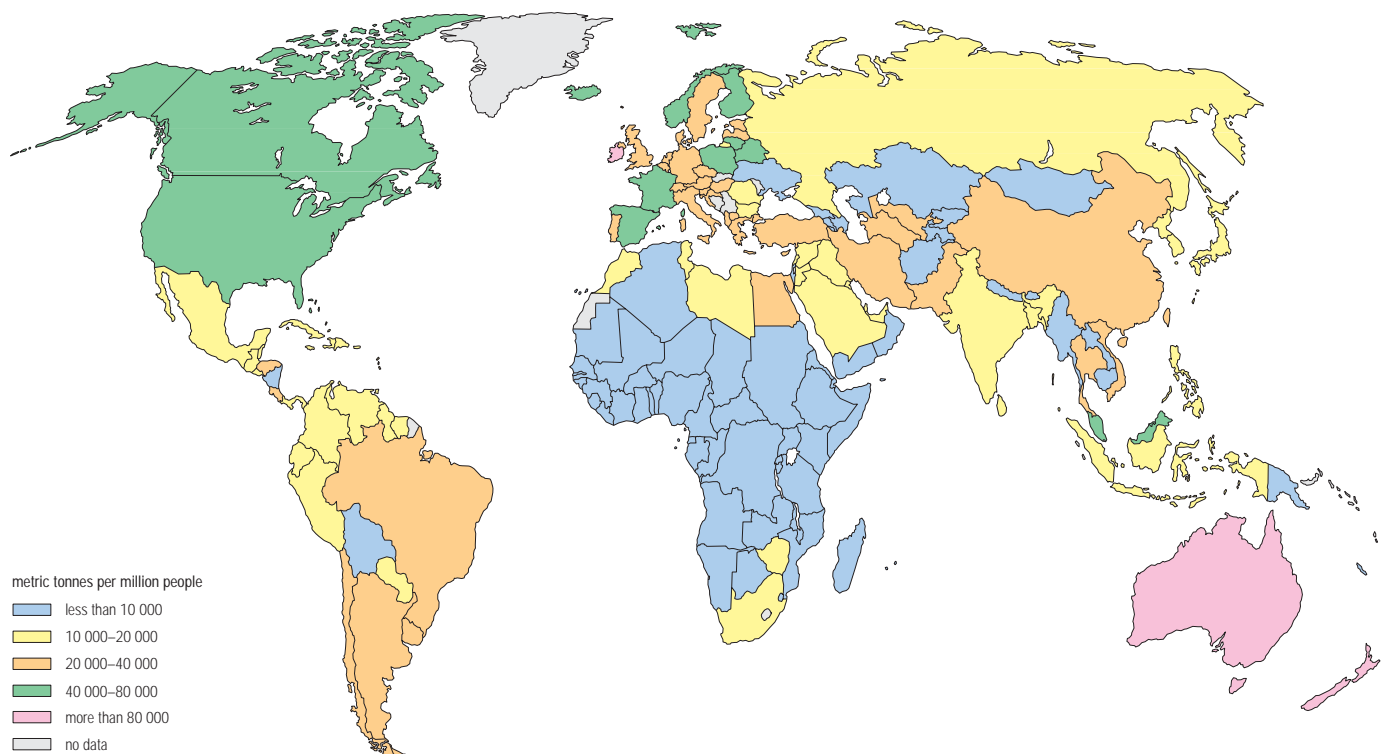 metric tonnes per million people
less than 10 000
10 000–20 000
20 000–40 000
40 000–80 000
more than 80 000
no data